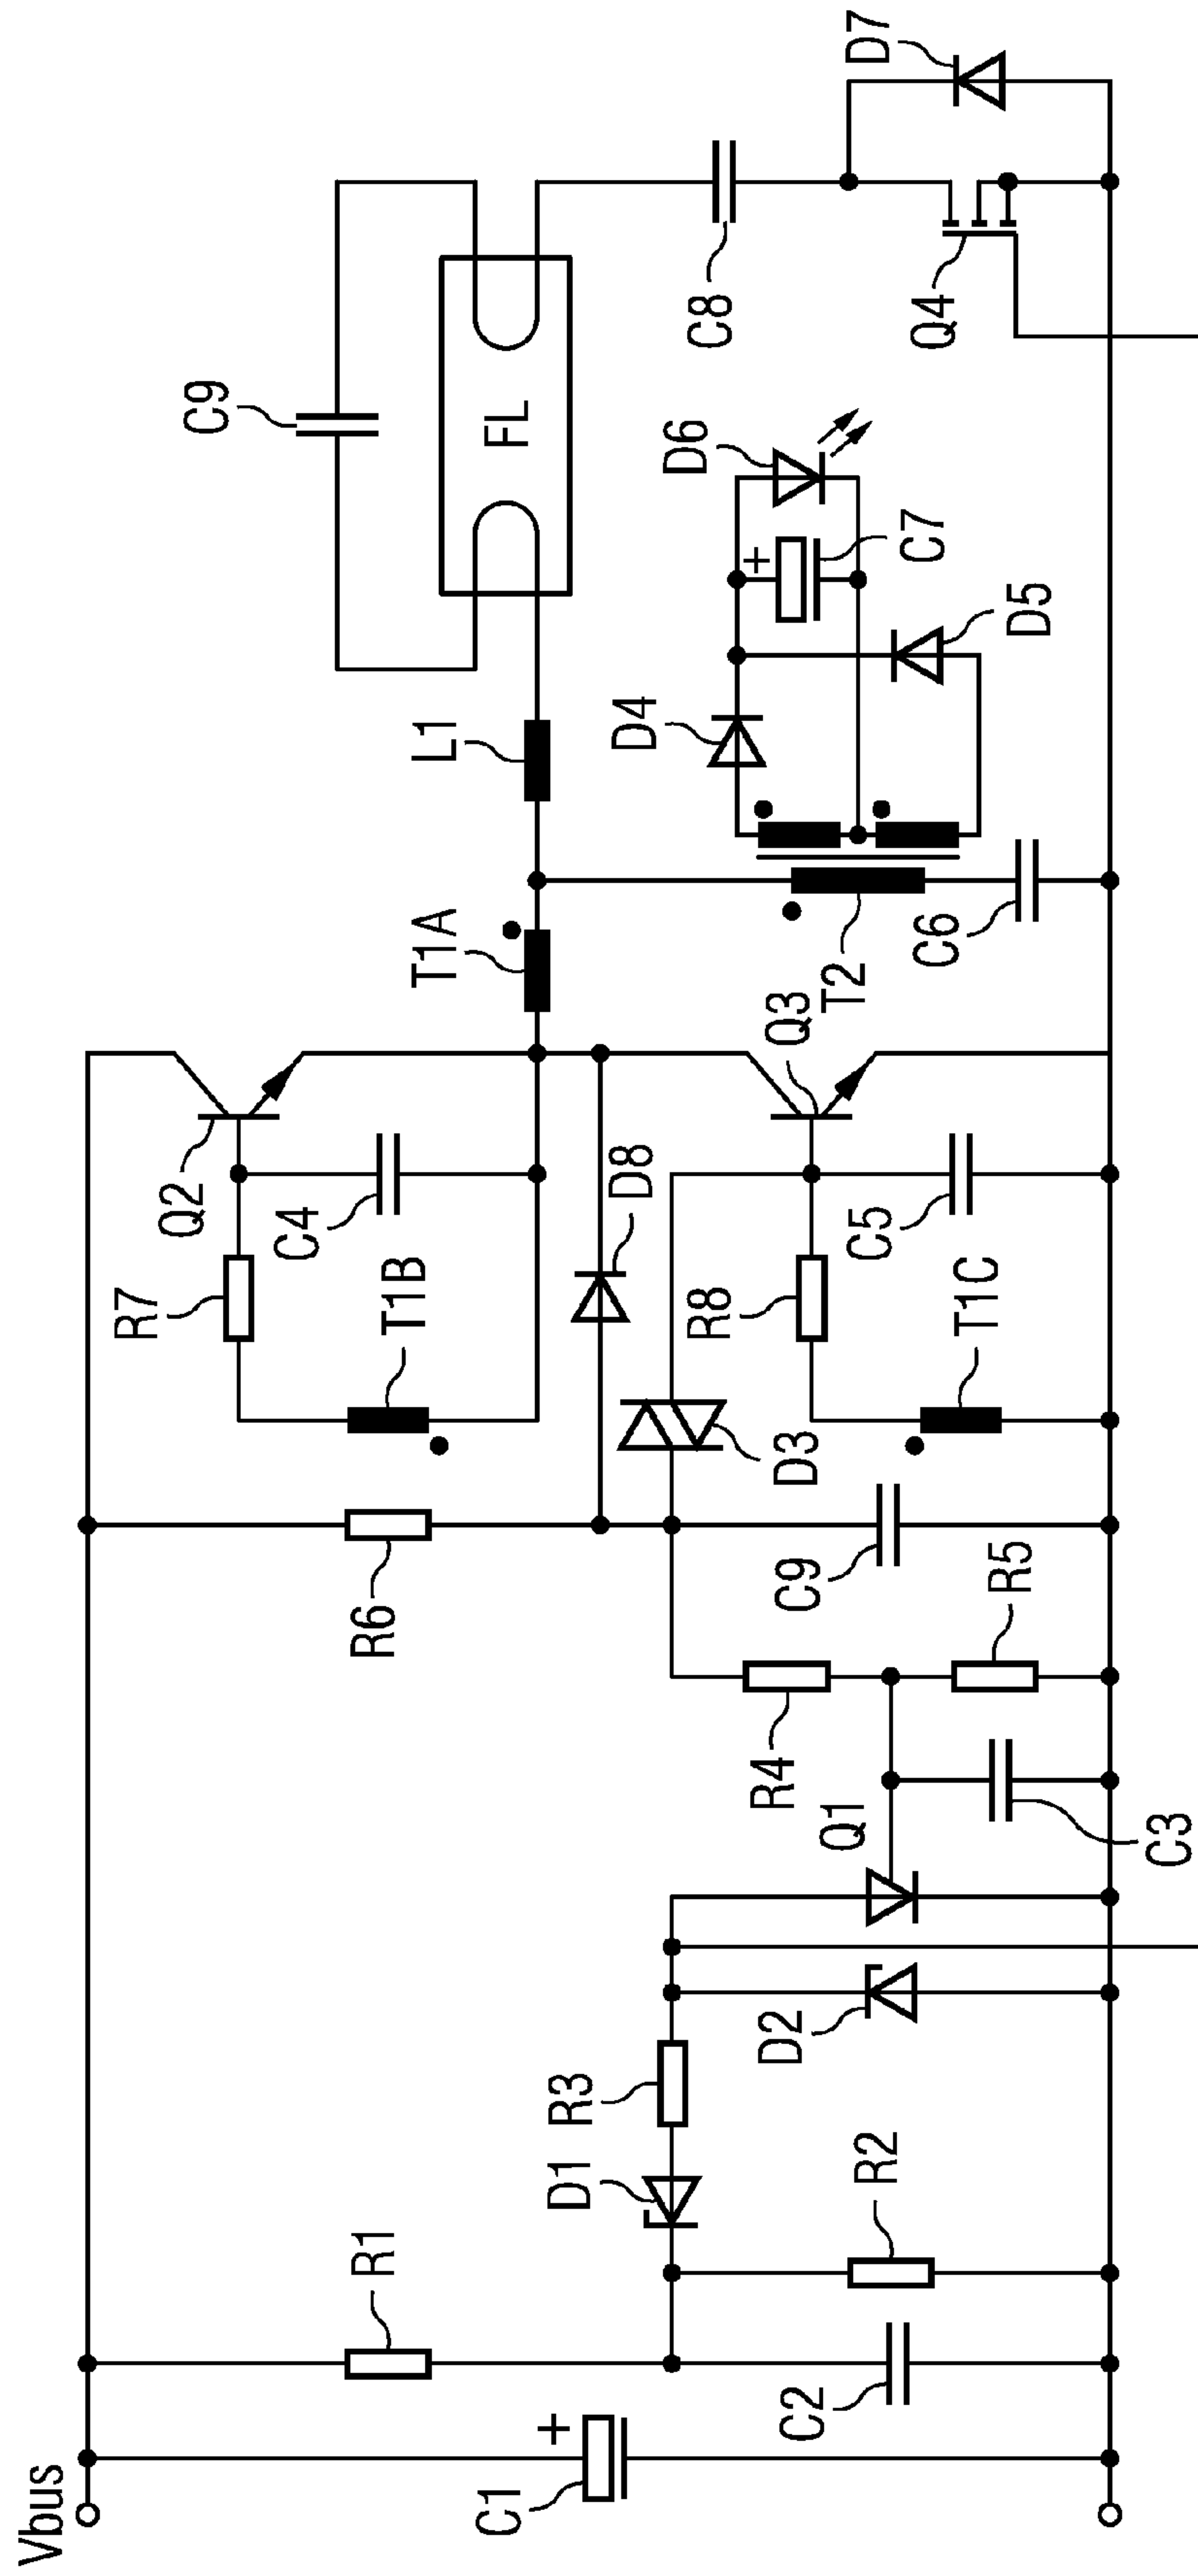 Vbus
C1
+
R1
C2
R2
D1
R3
D2
Q1
C3
R4
R5
R6
C9
D3
D8
R7
T1B
Q2
C4
R8
T1C
C5
Q3
T1A
T2
C6
L1
D4
D5
+
C7
D6
C9
FL
C8
Q4
D7